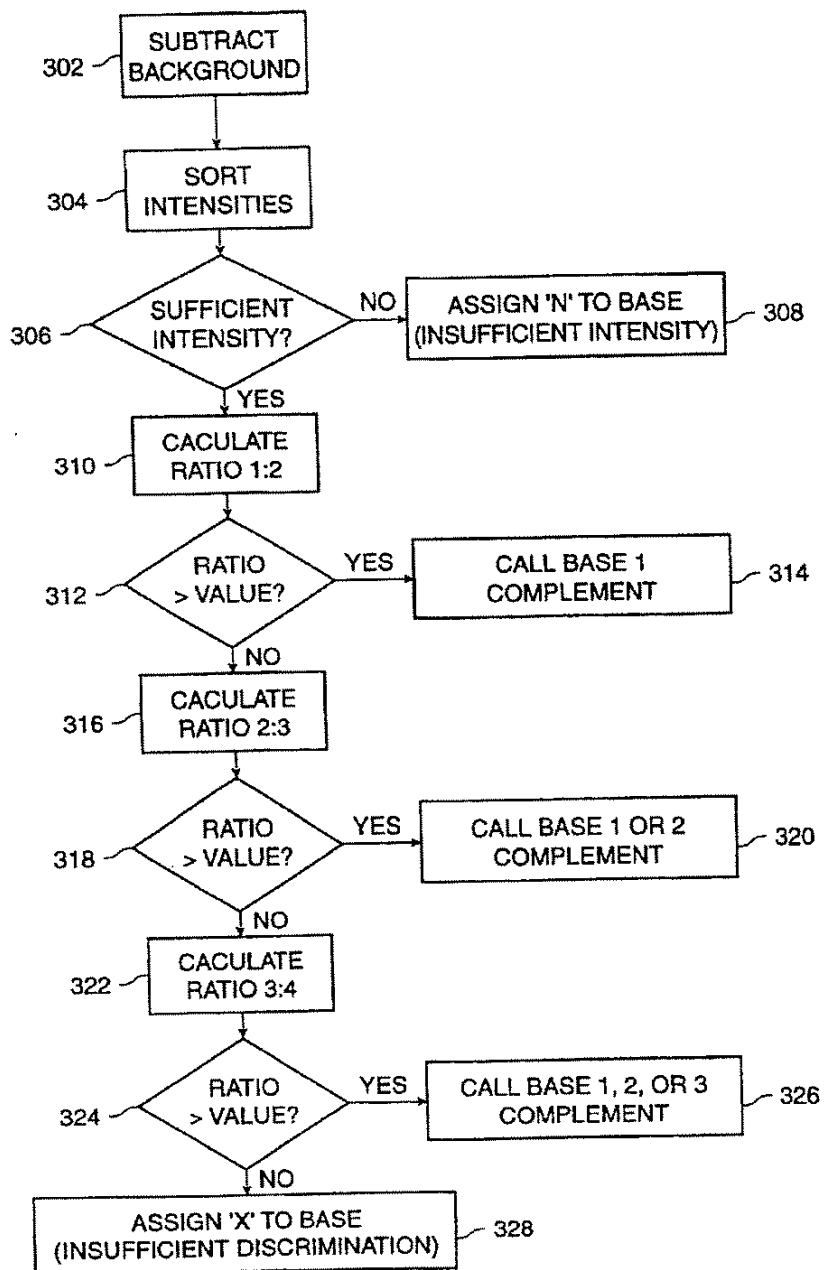 SUBTRACT
BACKGROUND
302
SORT
INTENSITIES
304
SUFFICIENT
INTENSITY?
306
NO
ASSIGN 'N' TO BASE
(INSUFFICIENT INTENSITY)
308
YES
CACULATE
RATIO 1:2
310
RATIO
> VALUE?
312
YES
CALL BASE 1
COMPLEMENT
314
NO
CACULATE
RATIO 2:3
316
RATIO
> VALUE?
318
YES
CALL BASE 1 OR 2
COMPLEMENT
320
NO
CACULATE
RATIO 3:4
322
RATIO
> VALUE?
324
YES
CALL BASE 1, 2, OR 3
COMPLEMENT
326
NO
ASSIGN 'X' TO BASE
(INSUFFICIENT DISCRIMINATION)
328